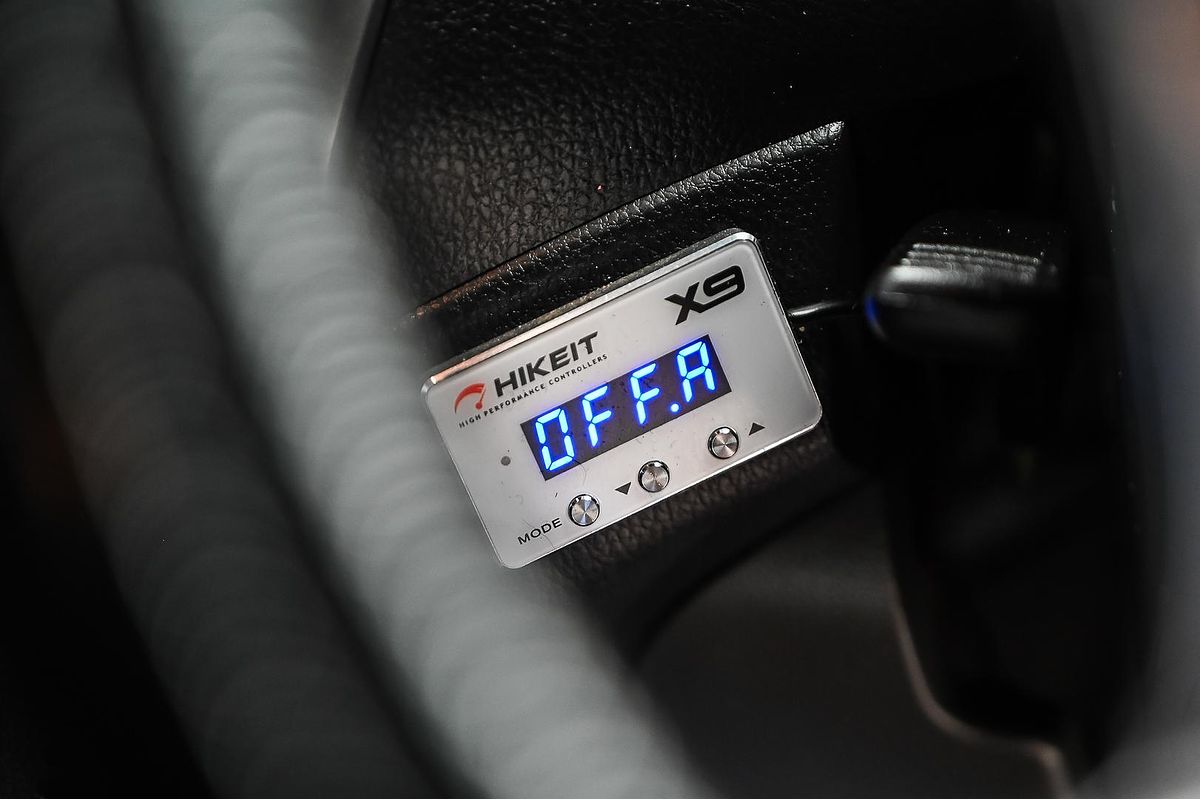 X9
HIKEIT
HIGH PERFORMANCE CONTROLLERS
OFF.A
MODE